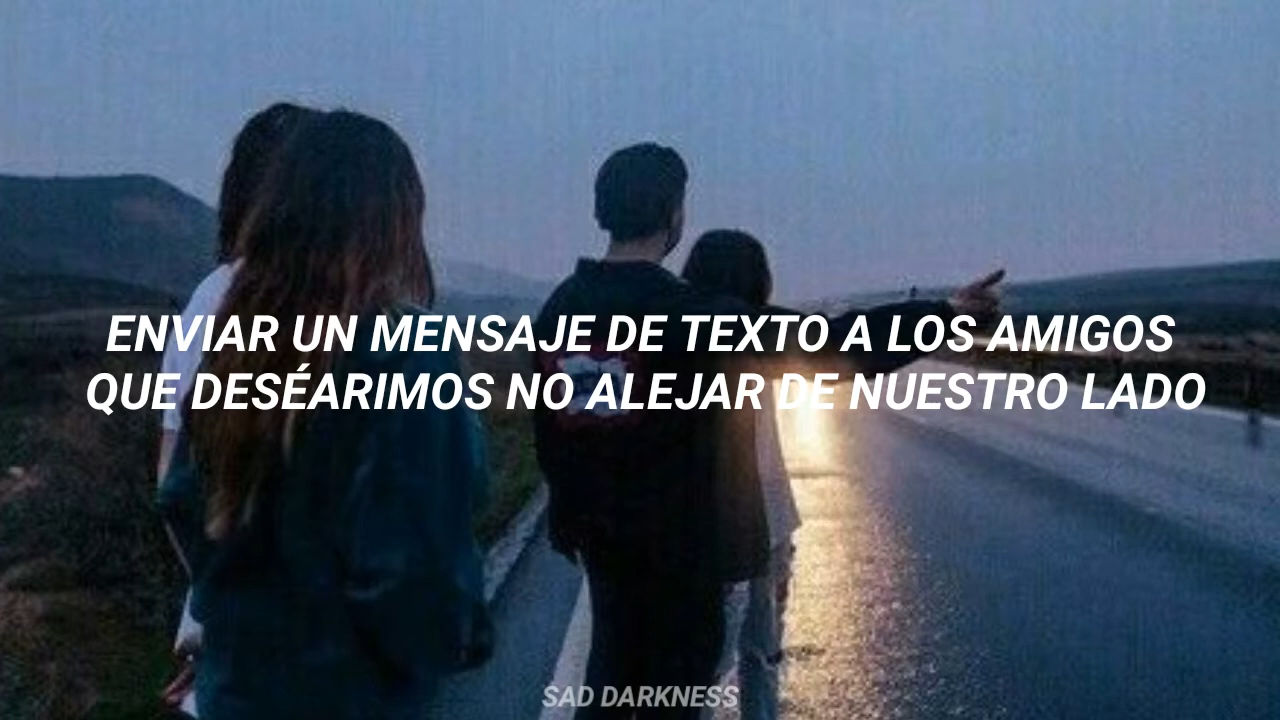 ENVIAR UN MENSAJE DE TEXTO A LOS AMIGOS
QUE DESÉARIMOS NO ALEJAR DE NUESTRO LADO
SAD DARKNESS